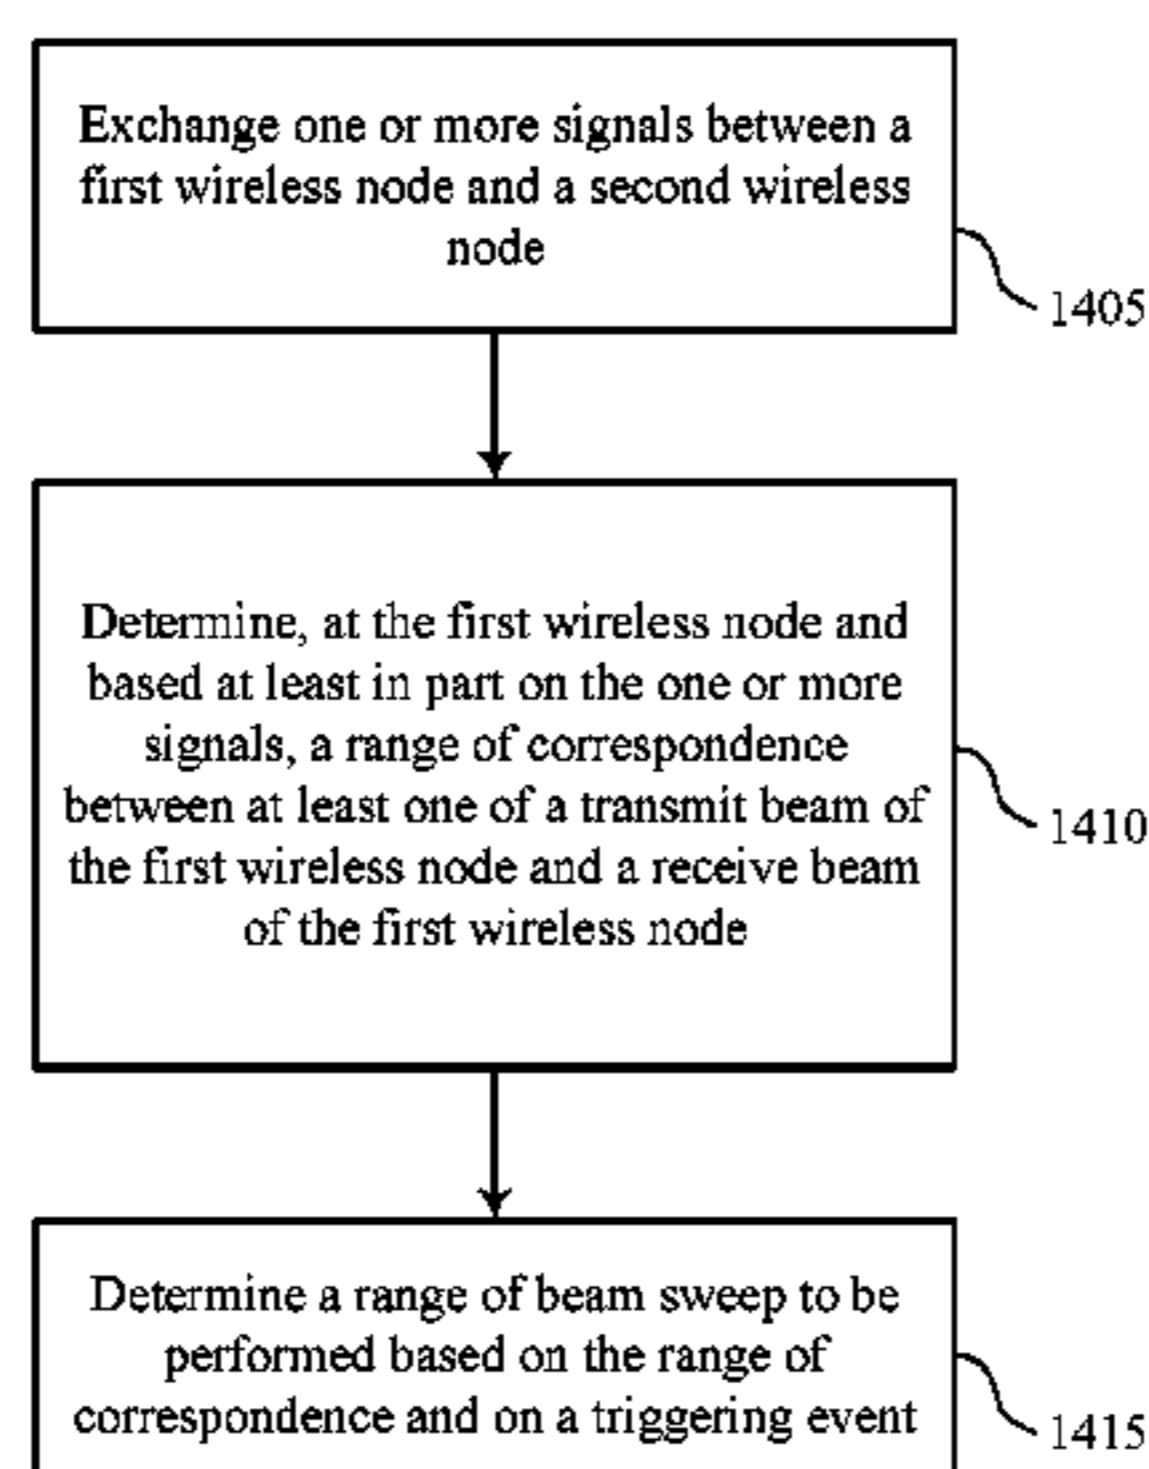 Exchange one or more signals between a
first wireless node and a second wireless
node
1405
Determine, at the first wireless node and
based at least in part on the one or more
signals, a range of correspondence
between at least one of a transmit beam of
the first wireless node and a receive beam
of the first wireless node
1410
Determine a range of beam sweep to be
performed based on the range of
correspondence and on a triggering event
1415